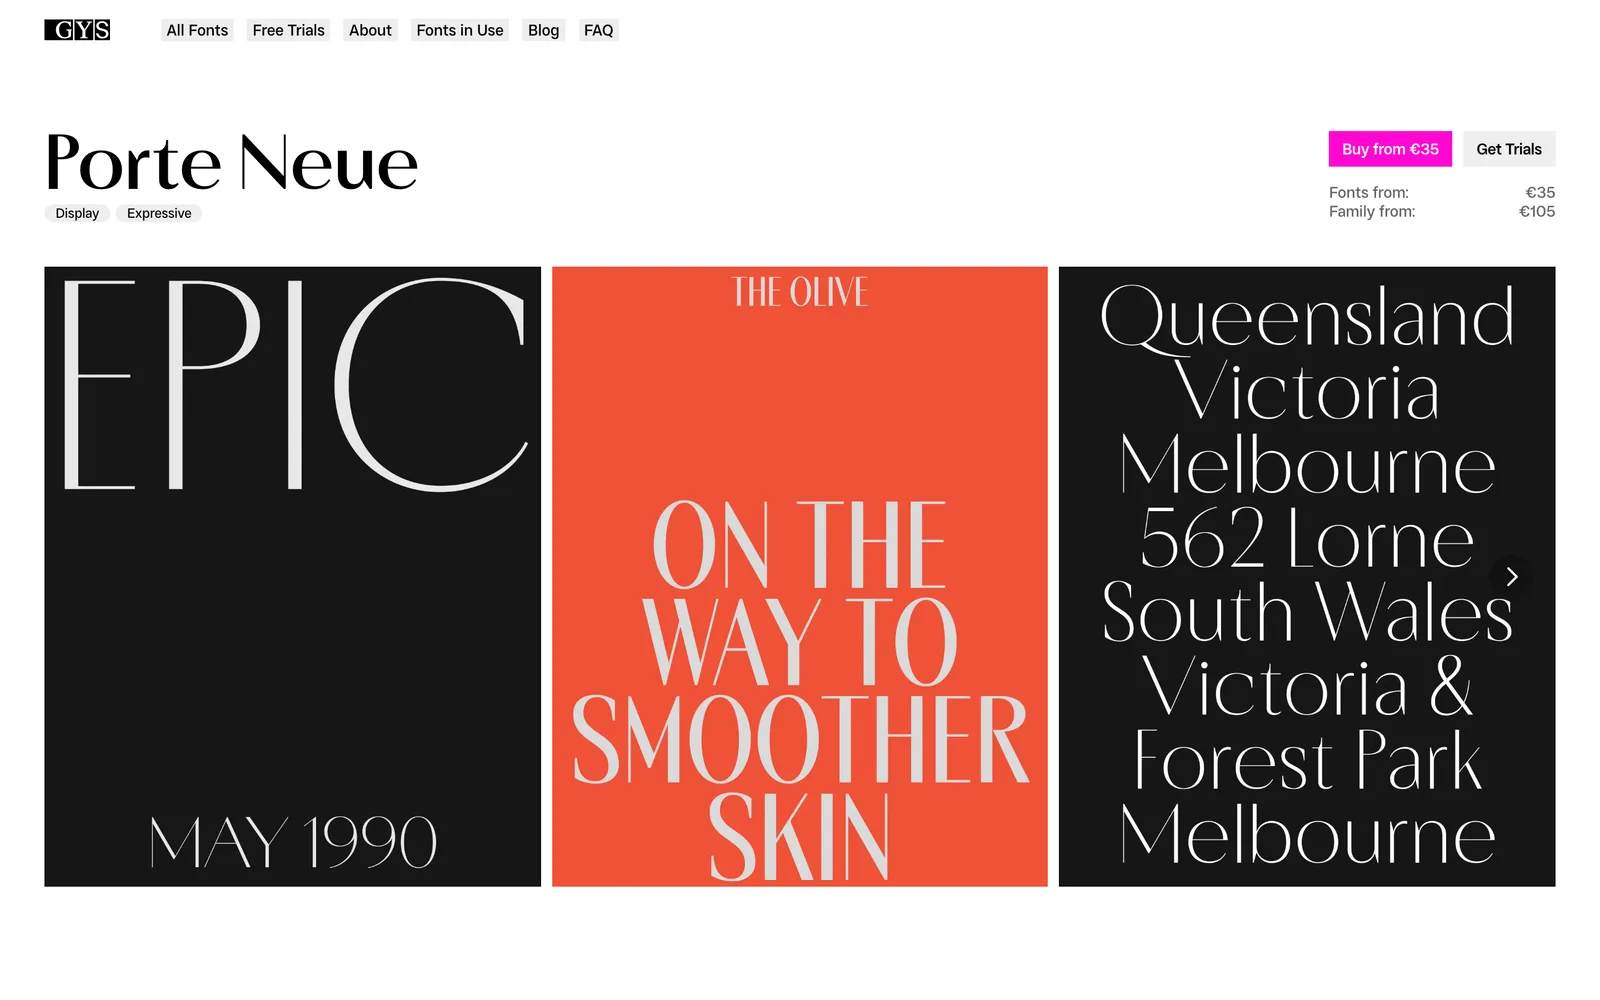 GYS
All Fonts
Free Trials
About
Fonts in Use
Blog
FAQ
Porte Neue
Display
Expressive
Buy from €35
Get Trials
Fonts from: €35
Family from: €105
EPIC
MAY 1990
THE OLIVE
ON THE
WAY TO
SMOOTHER
SKIN
Queensland
Victoria
Melbourne
562 Lorne
South Wales
Victoria &
Forest Park
Melbourne